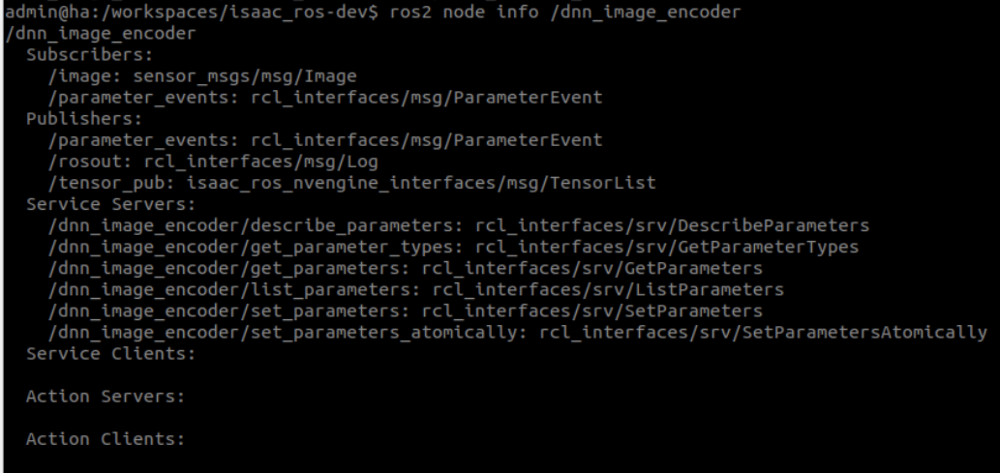 admin@ha:/workspaces/isaac_ros-dev$ ros2 node info /dnn_image_encoder
/dnn_image_encoder
  Subscribers:
    /image: sensor_msgs/msg/Image
    /parameter_events: rcl_interfaces/msg/ParameterEvent
  Publishers:
    /parameter_events: rcl_interfaces/msg/ParameterEvent
    /rosout: rcl_interfaces/msg/Log
    /tensor_pub: isaac_ros_nvengine_interfaces/msg/TensorList
  Service Servers:
    /dnn_image_encoder/describe_parameters: rcl_interfaces/srv/DescribeParameters
    /dnn_image_encoder/get_parameter_types: rcl_interfaces/srv/GetParameterTypes
    /dnn_image_encoder/get_parameters: rcl_interfaces/srv/GetParameters
    /dnn_image_encoder/list_parameters: rcl_interfaces/srv/ListParameters
    /dnn_image_encoder/set_parameters: rcl_interfaces/srv/SetParameters
    /dnn_image_encoder/set_parameters_atomically: rcl_interfaces/srv/SetParametersAtomically
  Service Clients:
  Action Servers:
  Action Clients: